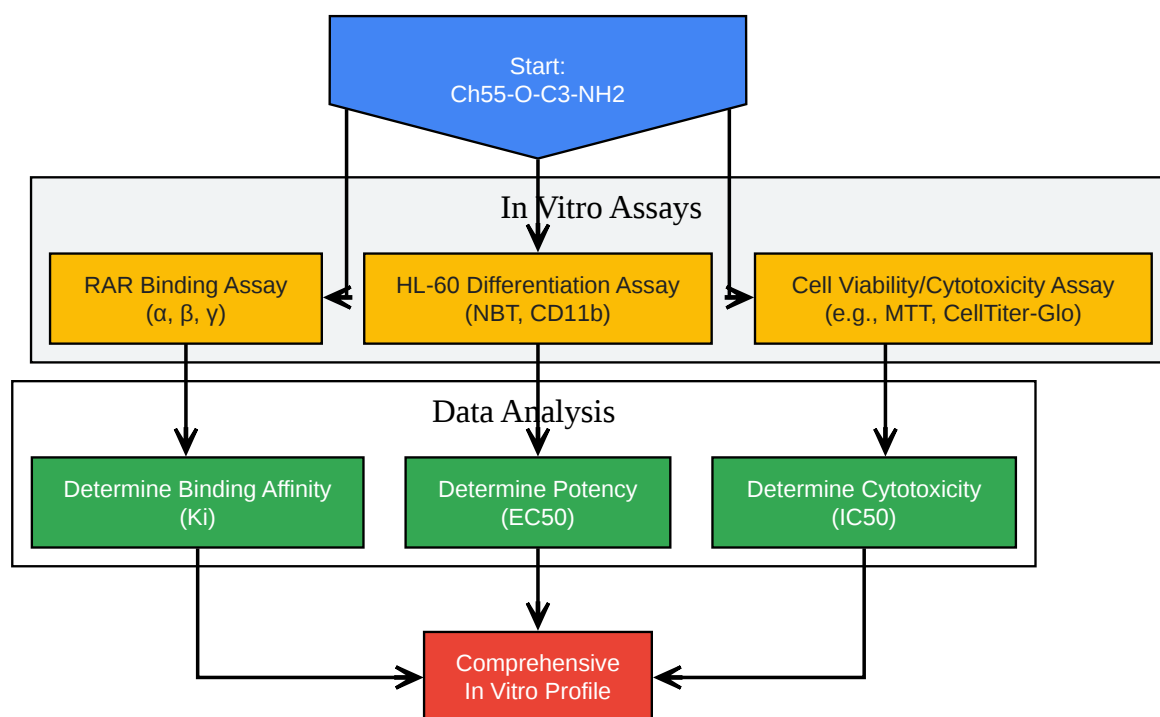 Start:
Ch55-O-C3-NH2
In Vitro Assays
RAR Binding Assay
(α, β, γ)
HL-60 Differentiation Assay
(NBT, CD11b)
Cell Viability/Cytotoxicity Assay
(e.g., MTT, CellTiter-Glo)
Data Analysis
Determine Binding Affinity
(Ki)
Determine Potency
(EC50)
Determine Cytotoxicity
(IC50)
Comprehensive
In Vitro Profile